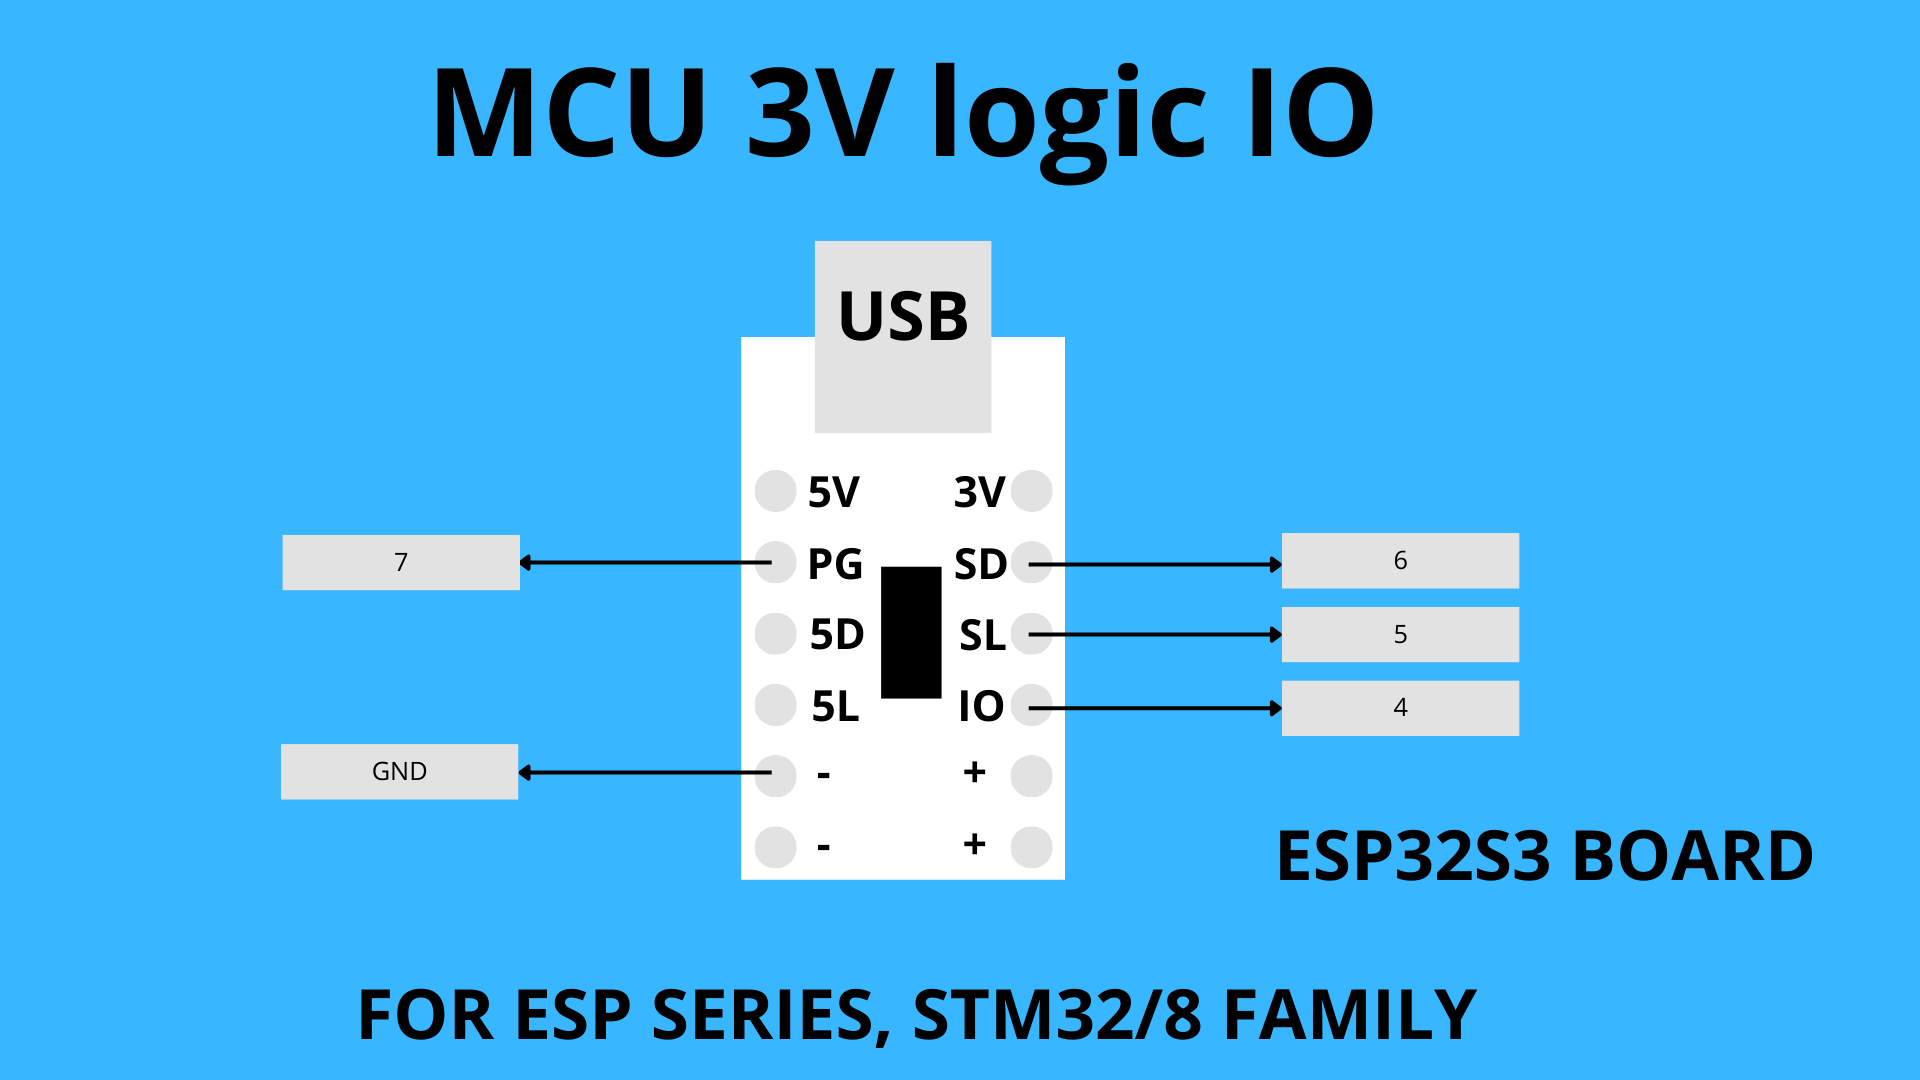 MCU 3V logic IO
USB
5V 3V
7 PG SD 6
5D SL 5
5L IO 4
GND - +
- +
ESP32S3 BOARD
FOR ESP SERIES, STM32/8 FAMILY